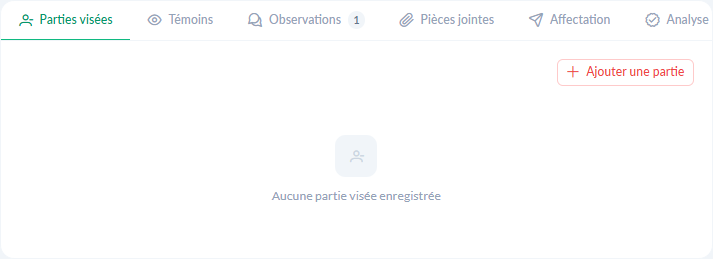 Parties visées Témoins Observations 1 Pièces jointes Affectation Analyse
Ajouter une partie
Aucune partie visée enregistrée